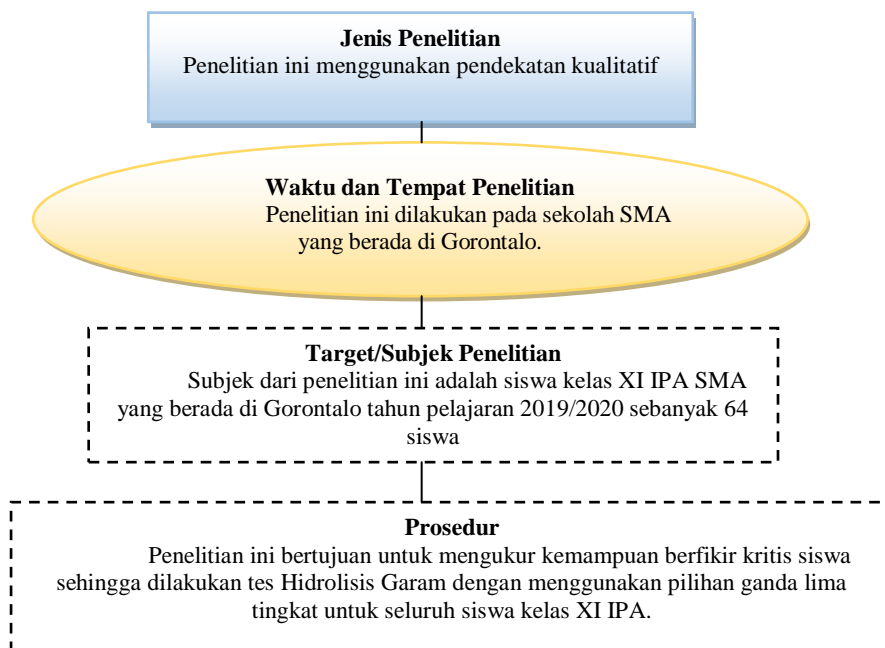 Jenis Penelitian
Penelitian ini menggunakan pendekatan kualitatif
Waktu dan Tempat Penelitian
Penelitian ini dilakukan pada sekolah SMA
yang berada di Gorontalo.
Target/Subjek Penelitian
Subjek dari penelitian ini adalah siswa kelas XI IPA SMA
yang berada di Gorontalo tahun pelajaran 2019/2020 sebanyak 64
siswa
Prosedur
Penelitian ini bertujuan untuk mengukur kemampuan berfikir kritis siswa
sehingga dilakukan tes Hidrolisis Garam dengan menggunakan pilihan ganda lima
tingkat untuk seluruh siswa kelas XI IPA.